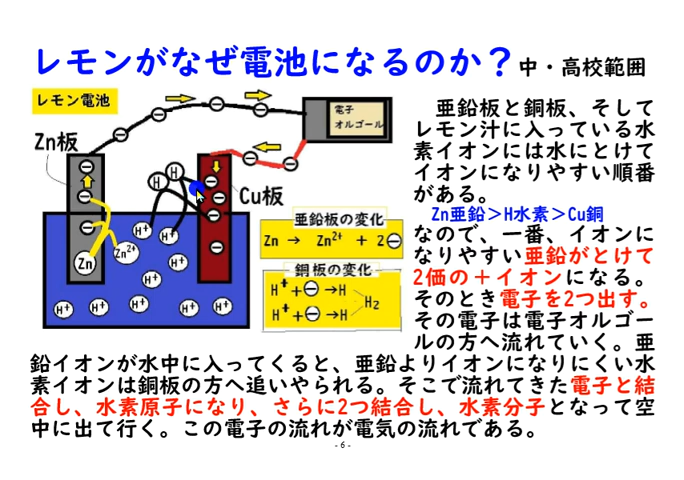 レモンがなぜ電池になるのか？中・高校範囲
レモン電池
電子
オルゴール
Zn板
Cu板
H
H
Zn
Zn²⁺
H⁺
H⁺
H⁺
H⁺
H⁺
H⁺
H⁺
H⁺
H⁺
亜鉛板の変化
Zn → Zn²⁺ + 2⊖
銅板の変化
H⁺+⊖→H
H⁺+⊖→H
H₂
亜鉛板と銅板、そして
レモン汁に入っている水
素イオンには水にとけて
イオンになりやすい順番
がある。
Zn亜鉛＞H水素＞Cu銅
なので、一番、イオンに
なりやすい亜鉛がとけて
2価の＋イオンになる。
そのとき電子を2つ出す。
その電子は電子オルゴー
ルの方へ流れていく。亜
鉛イオンが水中に入ってくると、亜鉛よりイオンになりにくい水
素イオンは銅板の方へ追いやられる。そこで流れてきた電子と結
合し、水素原子になり、さらに2つ結合し、水素分子となって空
中に出て行く。この電子の流れが電気の流れである。
- 6 -